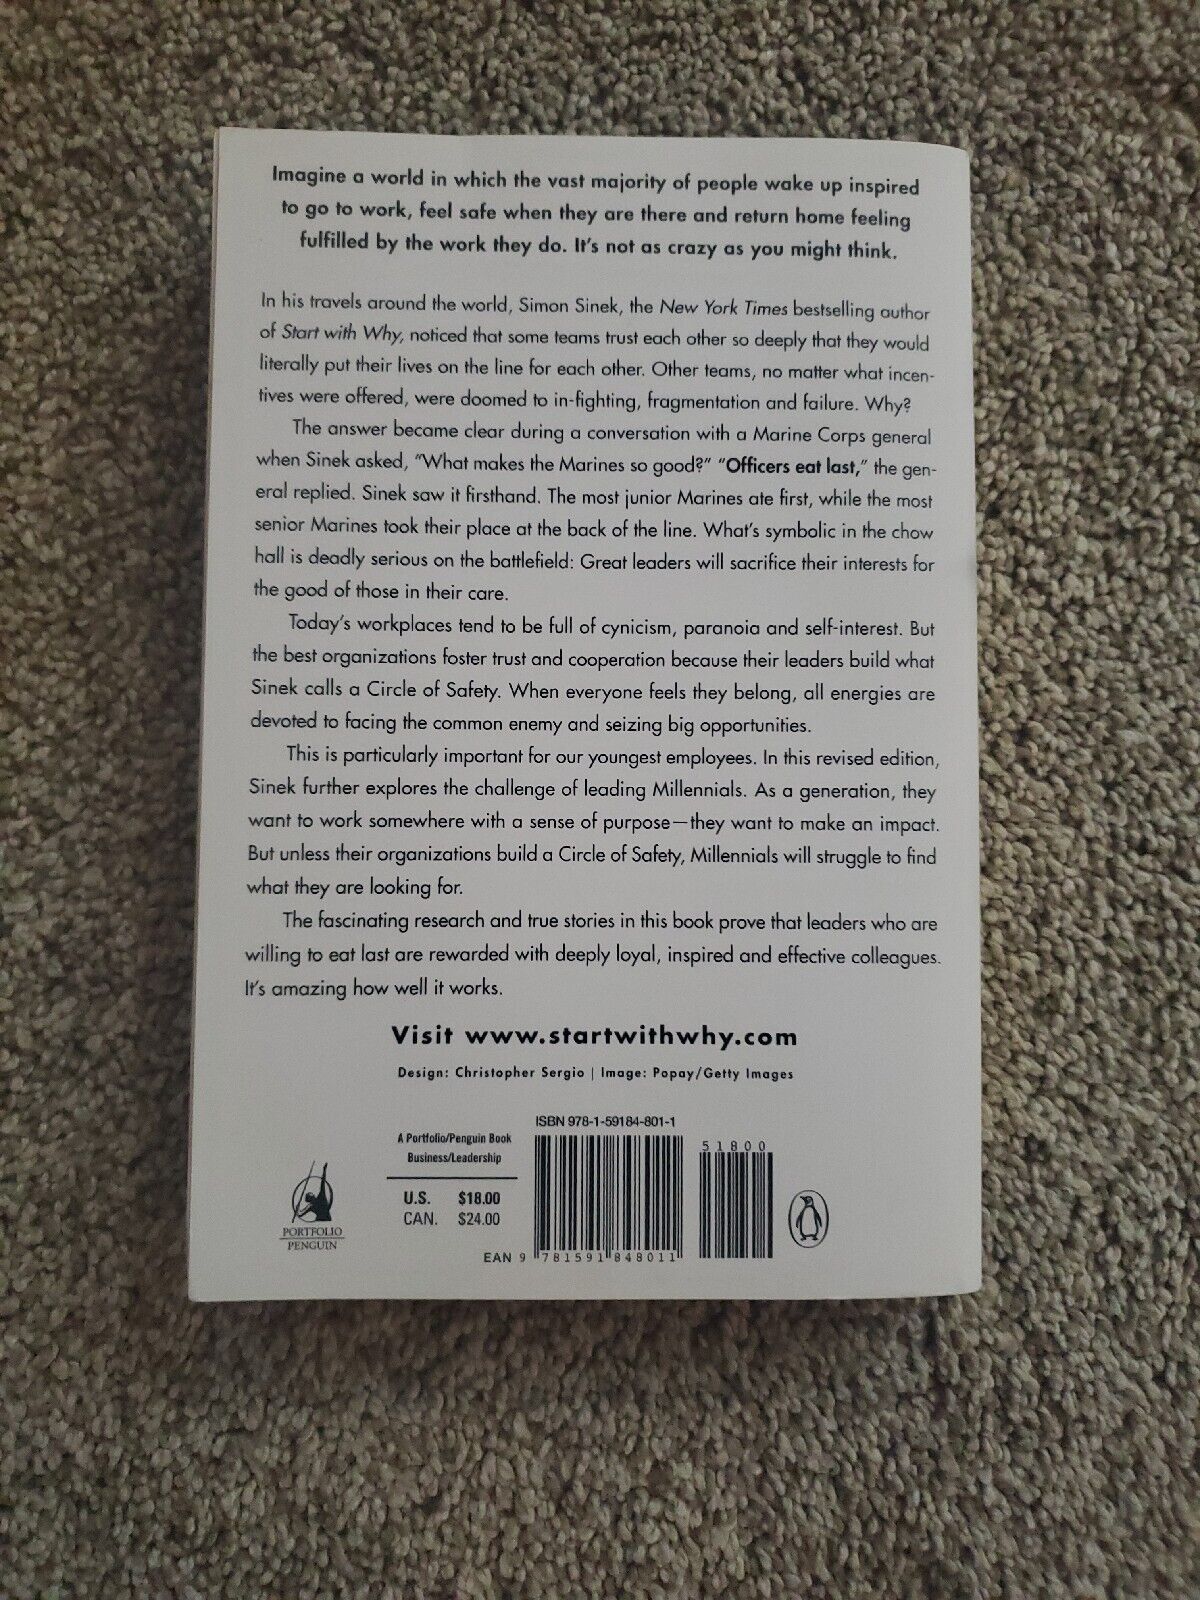 Imagine a world in which the vast majority of people wake up inspired
to go to work, feel safe when they are there and return home feeling
fulfilled by the work they do. It's not as crazy as you might think.
In his travels around the world, Simon Sinek, the New York Times bestselling author
of Start with Why, noticed that some teams trust each other so deeply that they would
literally put their lives on the line for each other. Other teams, no matter what incen-
tives were offered, were doomed to in-fighting, fragmentation and failure. Why?
The answer became clear during a conversation with a Marine Corps general
when Sinek asked, "What makes the Marines so good?" "Officers eat last," the gen-
eral replied. Sinek saw it firsthand. The most junior Marines ate first, while the most
senior Marines took their place at the back of the line. What's symbolic in the chow
hall is deadly serious on the battlefield: Great leaders will sacrifice their interests for
the good of those in their care.
Today's workplaces tend to be full of cynicism, paranoia and self-interest. But
the best organizations foster trust and cooperation because their leaders build what
Sinek calls a Circle of Safety. When everyone feels they belong, all energies are
devoted to facing the common enemy and seizing big opportunities.
This is particularly important for our youngest employees. In this revised edition,
Sinek further explores the challenge of leading Millennials. As a generation, they
want to work somewhere with a sense of purpose—they want to make an impact.
But unless their organizations build a Circle of Safety, Millennials will struggle to find
what they are looking for.
The fascinating research and true stories in this book prove that leaders who are
willing to eat last are rewarded with deeply loyal, inspired and effective colleagues.
It's amazing how well it works.
Visit www.startwithwhy.com
Design: Christopher Sergio | Image: Popay/Getty Images
PORTFOLIO
PENGUIN
A Portfolio/Penguin Book
Business/Leadership
U.S. $18.00
CAN. $24.00
ISBN 978-1-59184-801-1
51800
EAN 9 781591 848011